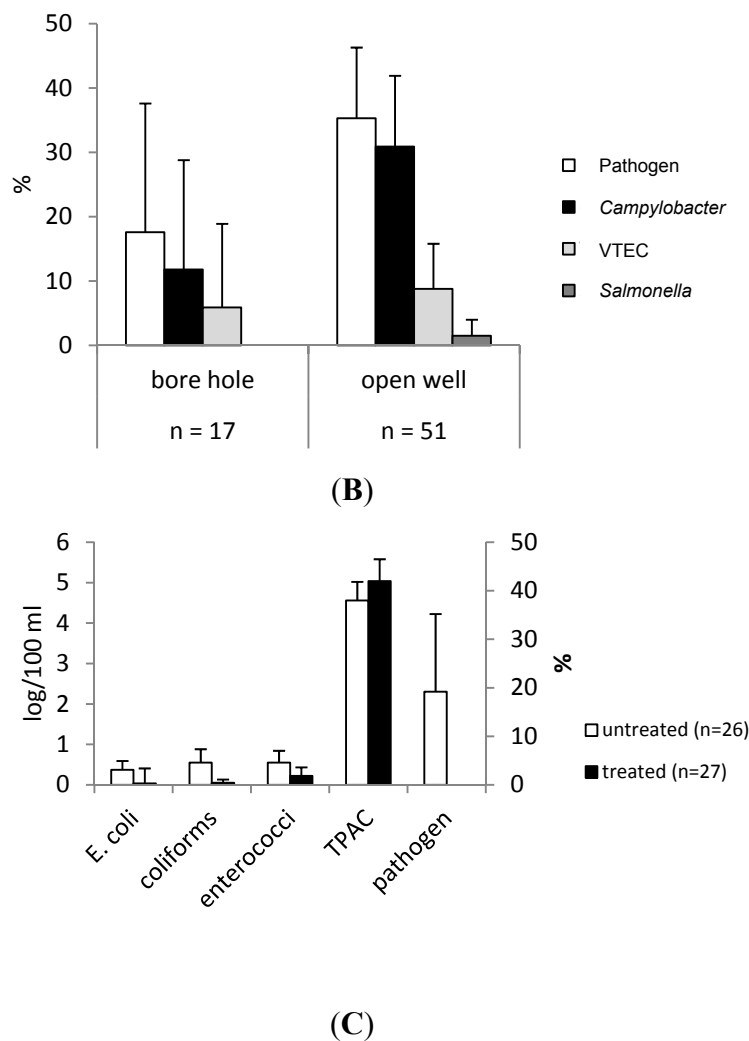 50
40
30
20
10
0
%
bore hole
open well
n = 17
n = 51
Pathogen
Campylobacter
VTEC
Salmonella
(B)
6
5
4
3
2
1
0
log/100 ml
50
40
30
20
10
0
%
E. coli
coliforms
enterococci
TPAC
pathogen
untreated (n=26)
treated (n=27)
(C)